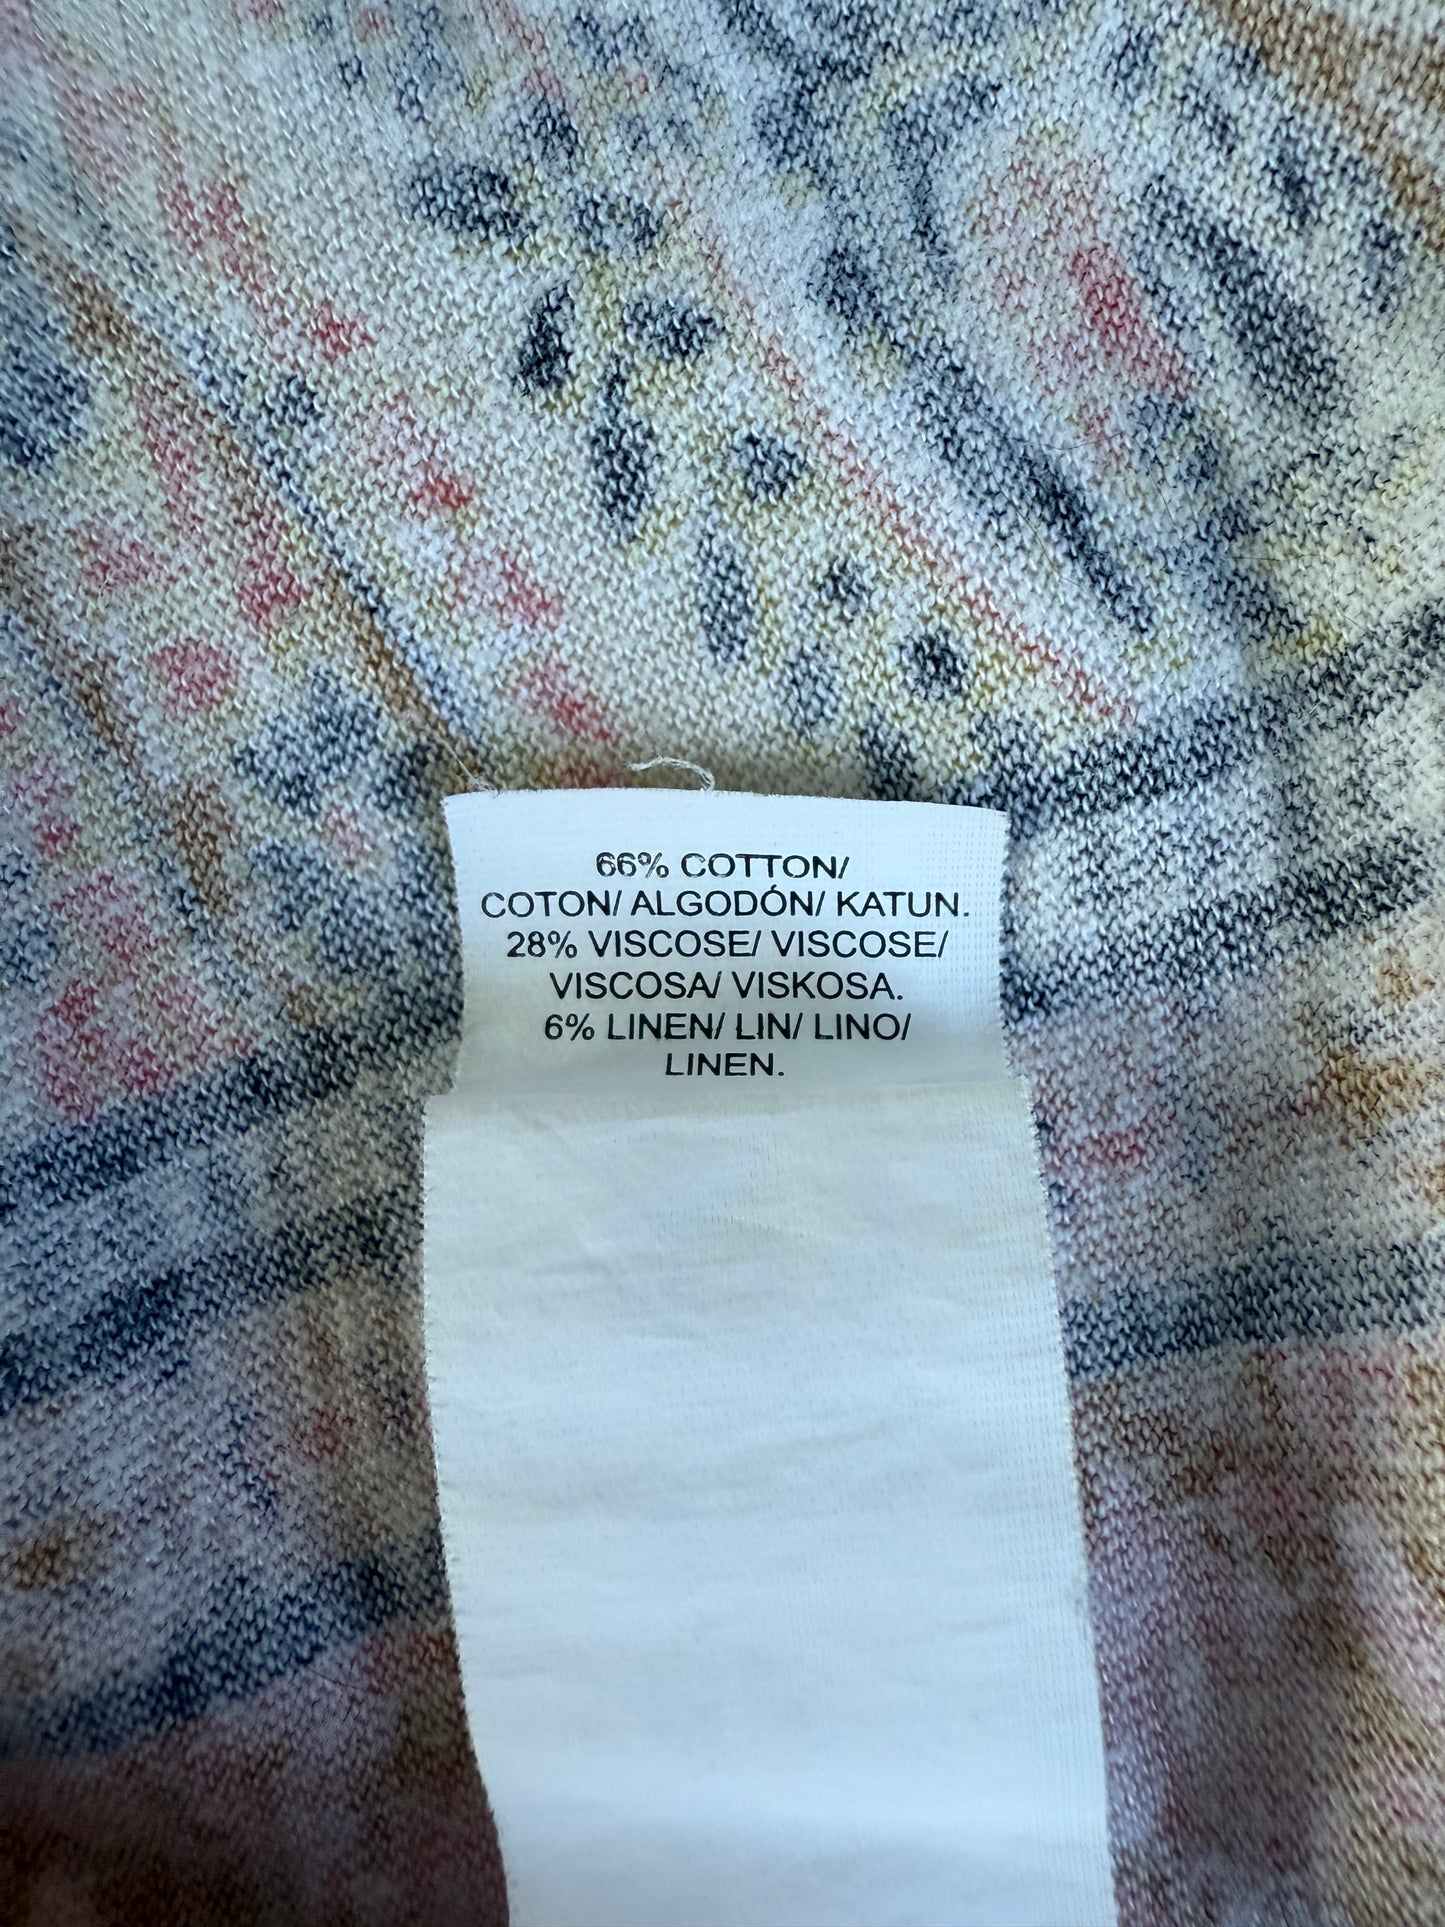 66% COTTON/
COTON/ ALGODÓN/ KATUN.
28% VISCOSE/ VISCOSE/
VISCOSA/ VISKOSA.
6% LINEN/ LIN/ LINO/
LINEN.